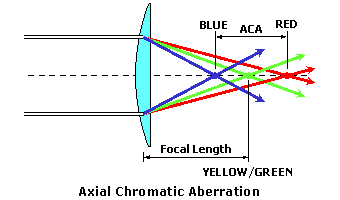 BLUE ACA RED
Focal Length
YELLOW/GREEN
Axial Chromatic Aberration